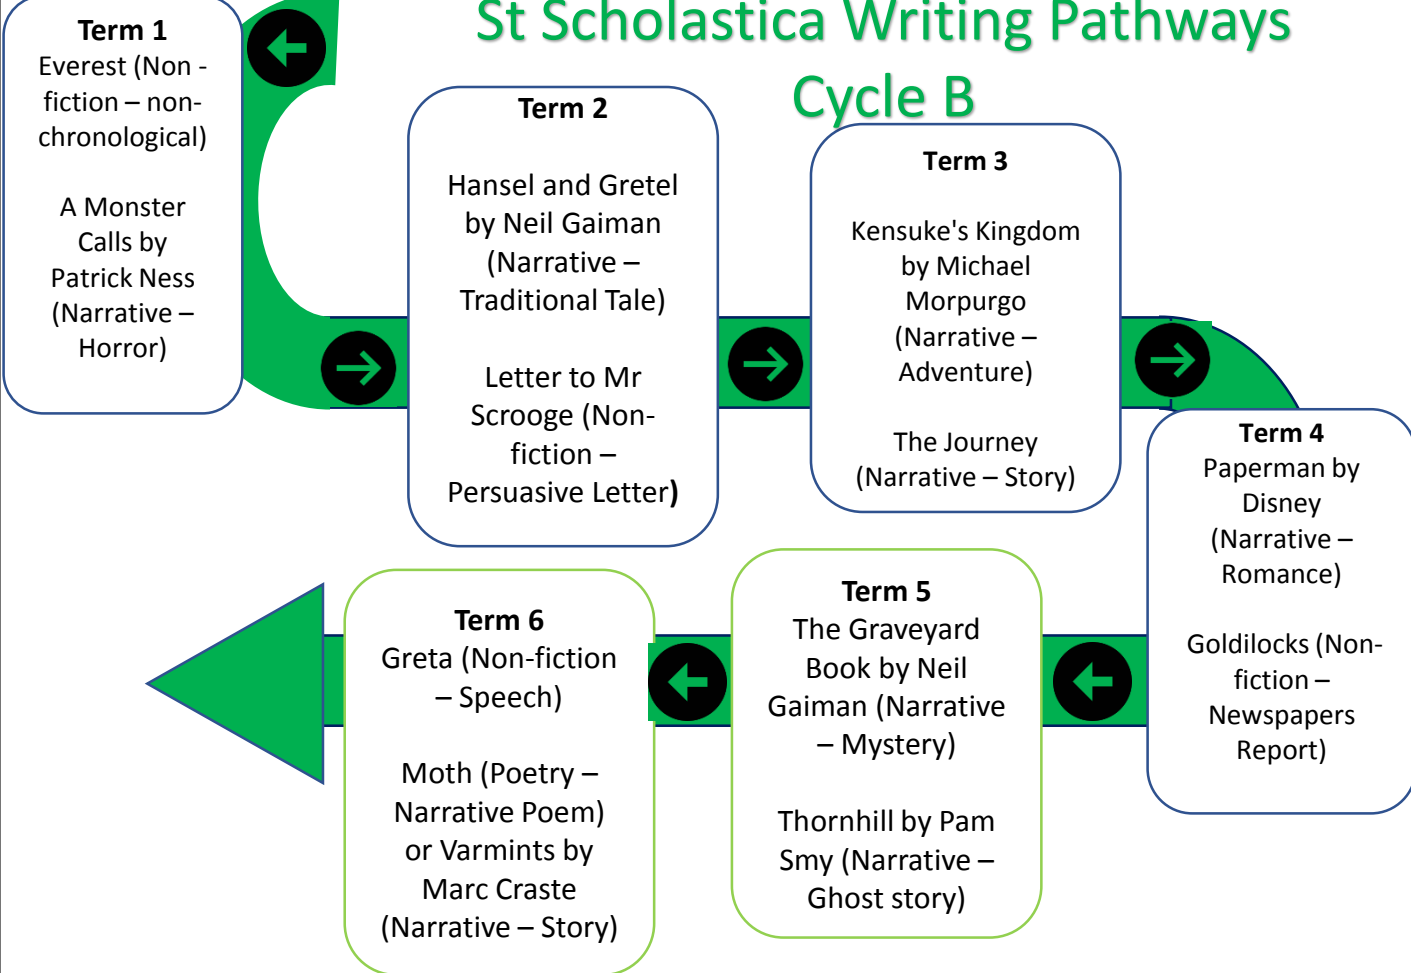 St Scholastica Writing Pathways
Cycle B
Term 1
Everest (Non -
fiction – non-
chronological)
A Monster
Calls by
Patrick Ness
(Narrative –
Horror)
Term 2
Hansel and Gretel
by Neil Gaiman
(Narrative –
Traditional Tale)
Letter to Mr
Scrooge (Non-
fiction –
Persuasive Letter)
Term 3
Kensuke's Kingdom
by Michael
Morpurgo
(Narrative –
Adventure)
The Journey
(Narrative – Story)
Term 4
Paperman by
Disney
(Narrative –
Romance)
Goldilocks (Non-
fiction –
Newspapers
Report)
Term 5
The Graveyard
Book by Neil
Gaiman (Narrative
– Mystery)
Thornhill by Pam
Smy (Narrative –
Ghost story)
Term 6
Greta (Non-fiction
– Speech)
Moth (Poetry –
Narrative Poem)
or Varmints by
Marc Craste
(Narrative – Story)